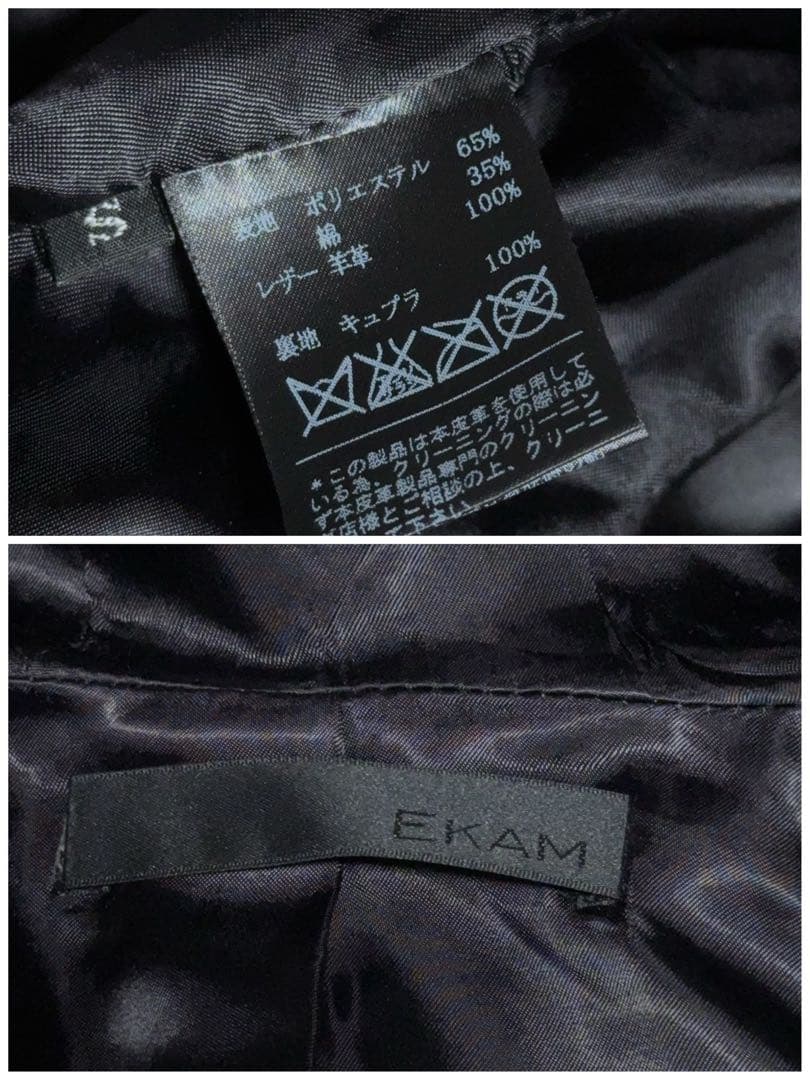 S
表地 ポリエステル 65%
綿 35%
レザー 羊革 100%
裏地 キュプラ 100%
*この製品は本皮革を使用して
いる為、クリーニングの際は必
ず本皮革製品専門のクリーニン
店様とご相談の上、クリーニ
て下さい
EKAM